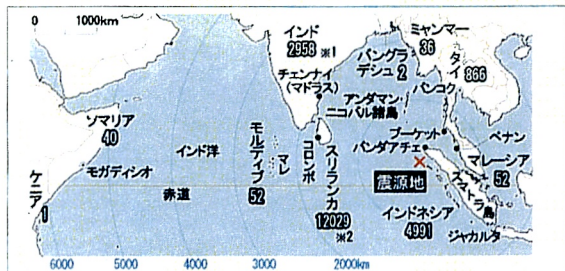 0 1000km
インド
2958 ※1
ミャンマー
36
バングラ
デシュ 2
タイ
866
チェンナイ
(マドラス)
バンコク
アンダマン・
ニコバル諸島
ソマリア
40
プーケット
ペナン
バンダアチェ
マレーシア
52
インド洋
モルディブ
52
マレ
コロンボ
スリランカ
12029
※2
ケニア
1
モガディシオ
赤道
震源地
スマトラ島
インドネシア
4991
ジャカルタ
6000 5000 4000 3000 2000km